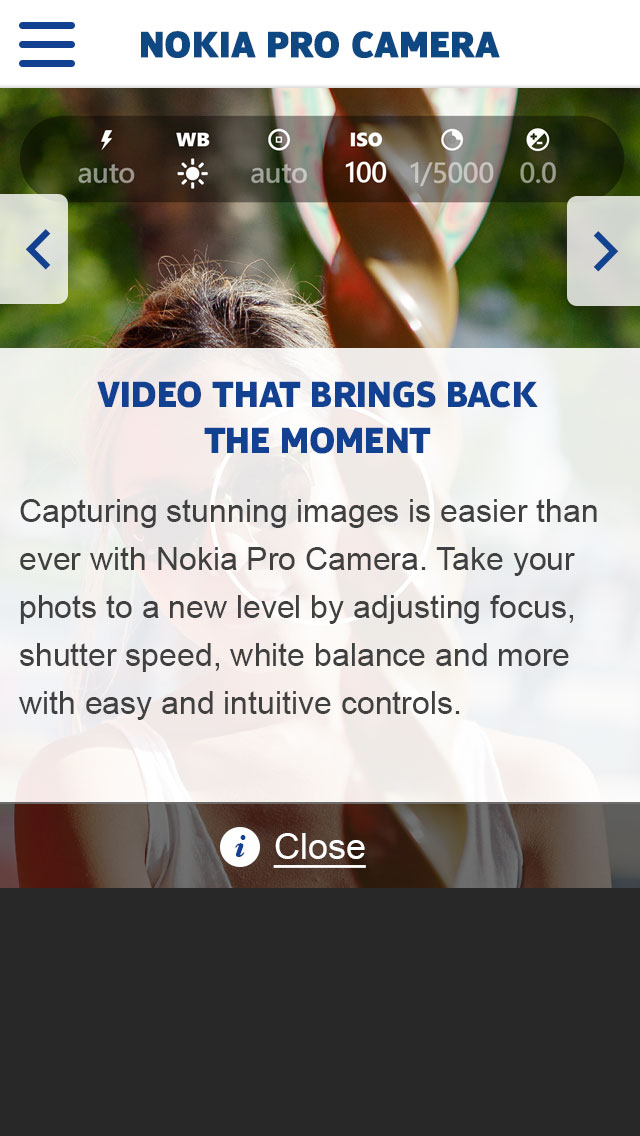 NOKIA PRO CAMERA
WB ISO
auto auto 100 1/5000 0.0
VIDEO THAT BRINGS BACK
THE MOMENT
Capturing stunning images is easier than
ever with Nokia Pro Camera. Take your
phots to a new level by adjusting focus,
shutter speed, white balance and more
with easy and intuitive controls.
i Close